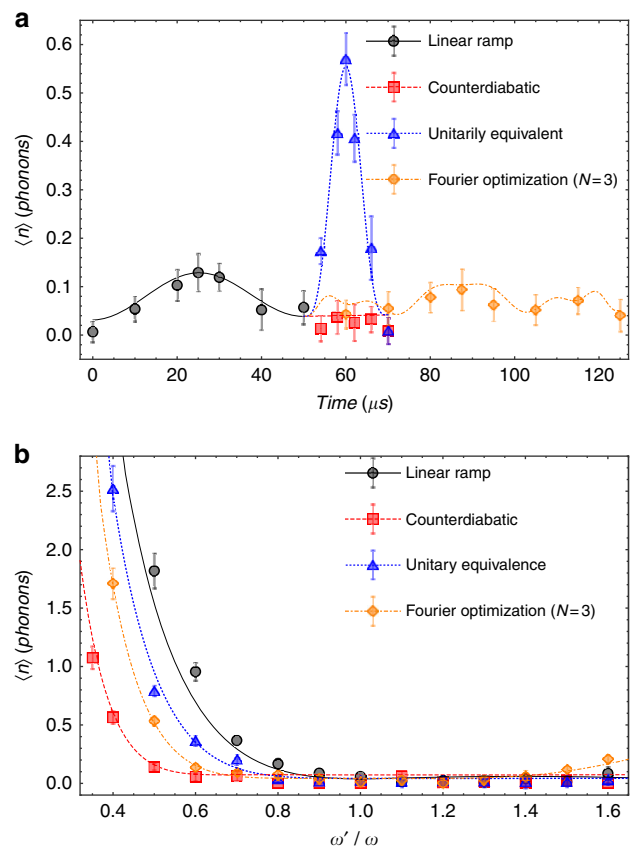 a
0.6
0.5
0.4
0.3
0.2
0.1
0.0
⟨n⟩ (phonons)
Linear ramp
Counterdiabatic
Unitarily equivalent
Fourier optimization (N=3)
0 20 40 60 80 100 120
Time (μs)
b
2.5
2.0
1.5
1.0
0.5
0.0
⟨n⟩ (phonons)
Linear ramp
Counterdiabatic
Unitary equivalence
Fourier optimization (N=3)
0.4 0.6 0.8 1.0 1.2 1.4 1.6
ω′ / ω